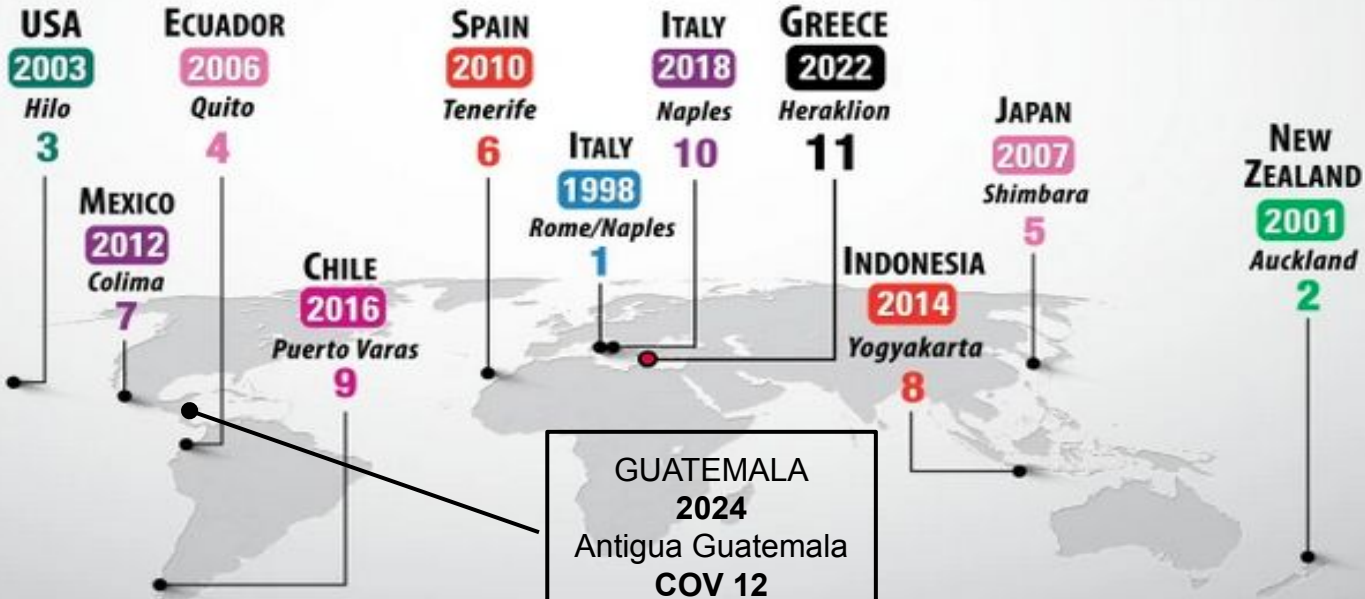 USA
2003
Hilo
3
ECUADOR
2006
Quito
4
SPAIN
2010
Tenerife
6
ITALY
2018
Naples
10
GREECE
2022
Heraklion
11
ITALY
1998
Rome/Naples
1
JAPAN
2007
Shimbara
5
NEW
ZEALAND
2001
Auckland
2
MEXICO
2012
Colima
7
CHILE
2016
Puerto Varas
9
INDONESIA
2014
Yogyakarta
8
GUATEMALA
2024
Antigua Guatemala
COV 12